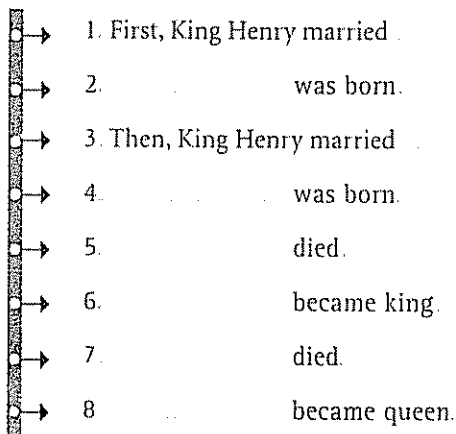 1. First, King Henry married
2. was born.
3. Then, King Henry married
4. was born.
5. died.
6. became king.
7. died.
8 became queen.